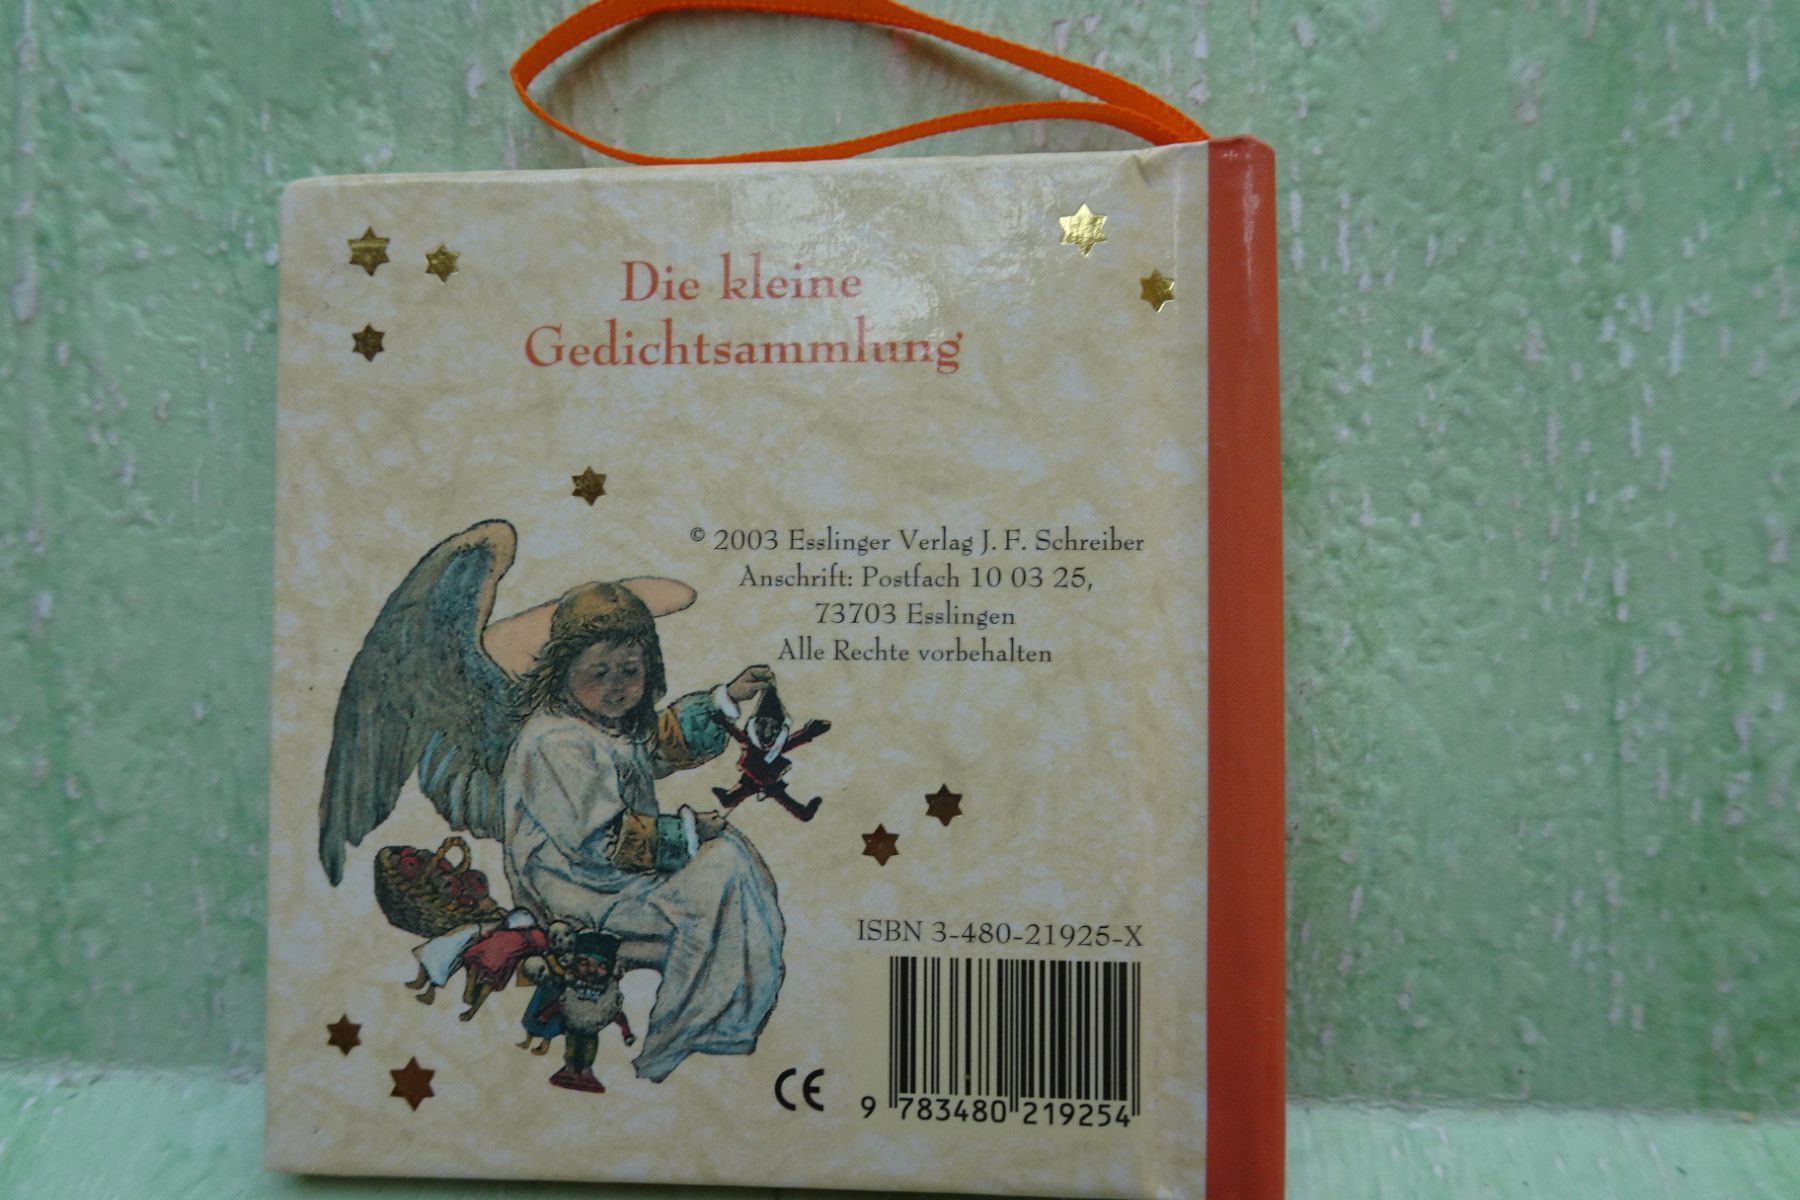 Die kleine
Gedichtsammlung
© 2003 Esslinger Verlag J. F. Schreiber
Anschrift: Postfach 10 03 25,
73703 Esslingen
Alle Rechte vorbehalten
ISBN 3-480-21925-X
CE
9 783480 219254